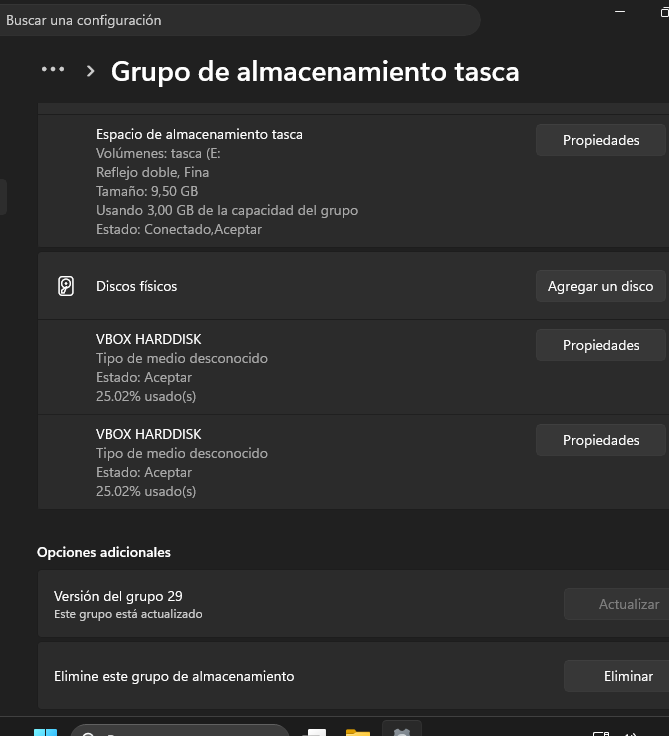 Buscar una configuración
Grupo de almacenamiento tasca
Espacio de almacenamiento tasca
Propiedades
Volúmenes: tasca (E:
Reflejo doble, Fina
Tamaño: 9,50 GB
Usando 3,00 GB de la capacidad del grupo
Estado: Conectado,Aceptar
Discos físicos
Agregar un disco
VBOX HARDDISK
Propiedades
Tipo de medio desconocido
Estado: Aceptar
25.02% usado(s)
VBOX HARDDISK
Propiedades
Tipo de medio desconocido
Estado: Aceptar
25.02% usado(s)
Opciones adicionales
Versión del grupo 29
Este grupo está actualizado
Actualizar
Elimine este grupo de almacenamiento
Eliminar